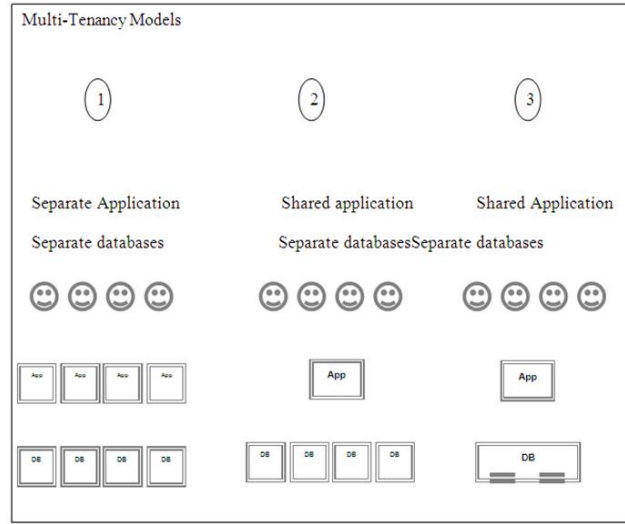 Multi-Tenancy Models
1 2 3
Separate Application Shared application Shared Application
Separate databases Separate databasesSeparate databases
App App App App App App
DB DB DB DB DB DB DB DB DB